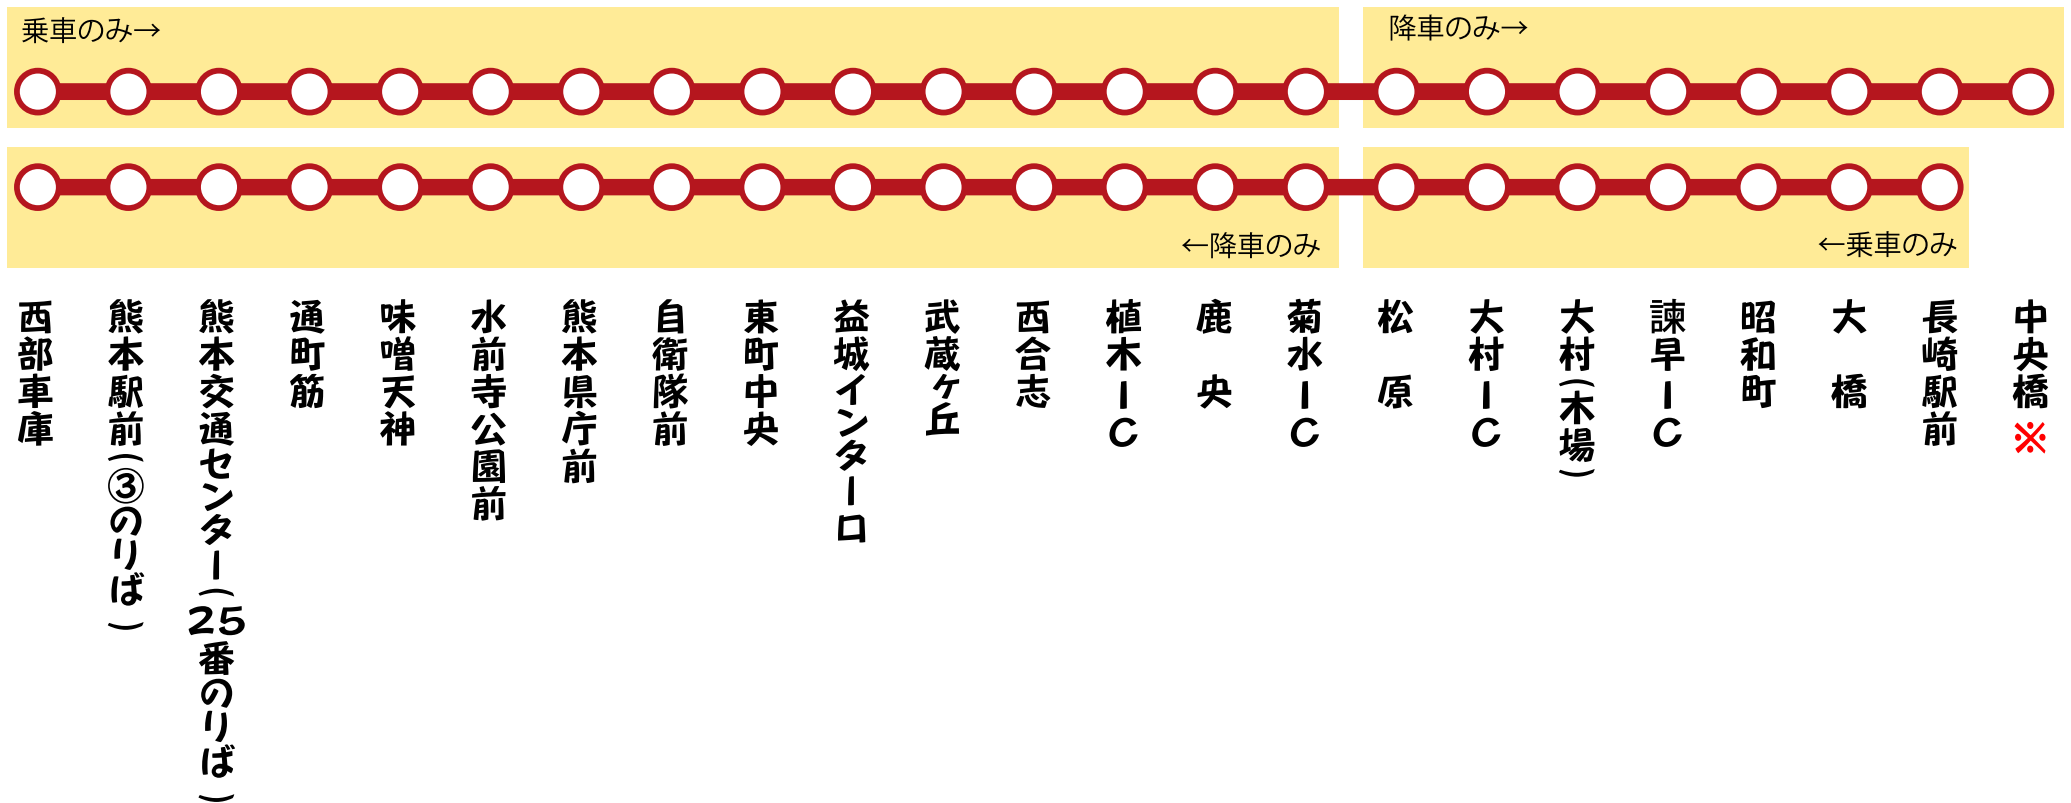 乗車のみ→
降車のみ→
←降車のみ
←乗車のみ
西部車庫
熊本駅前(③のりば)
熊本交通センター(25番のりば)
通町筋
味噌天神
水前寺公園前
熊本県庁前
自衛隊前
東町中央
益城インター口
武蔵ヶ丘
西合志
植木IC
鹿央
菊水IC
松原
大村IC
大村(木場)
諫早IC
昭和町
大橋
長崎駅前
中央橋※